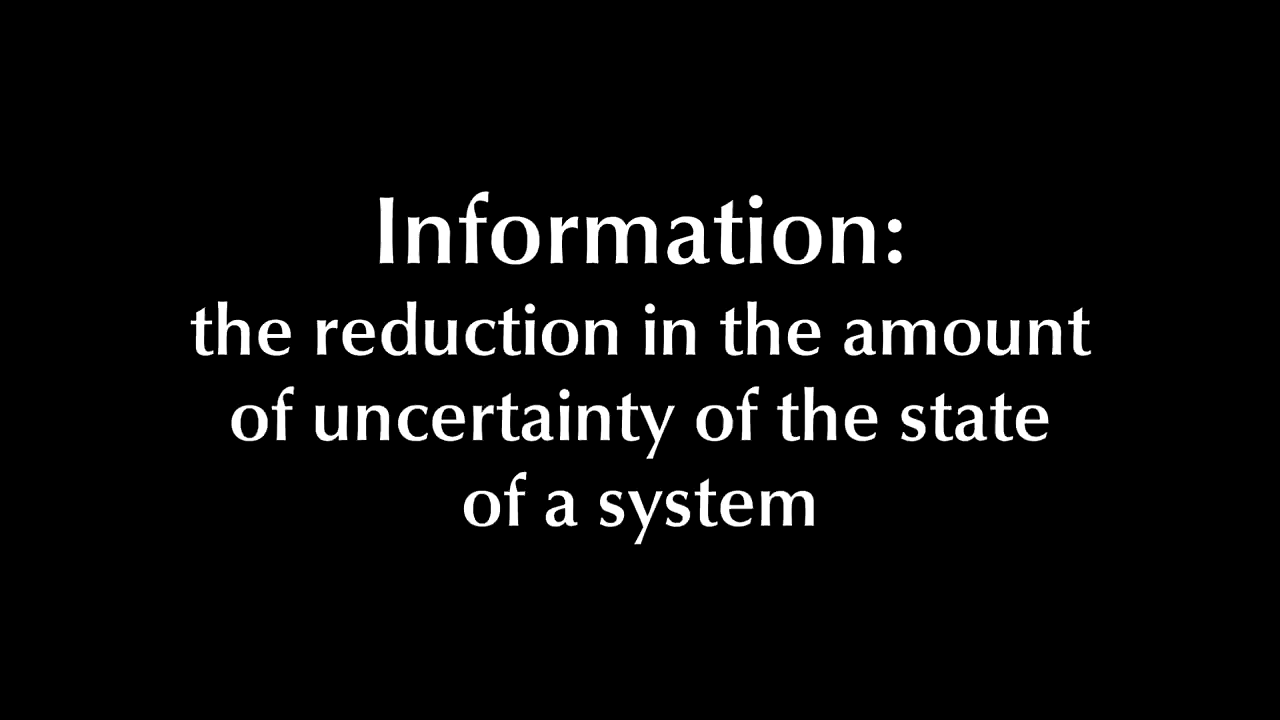 Information:
the reduction in the amount
of uncertainty of the state
of a system